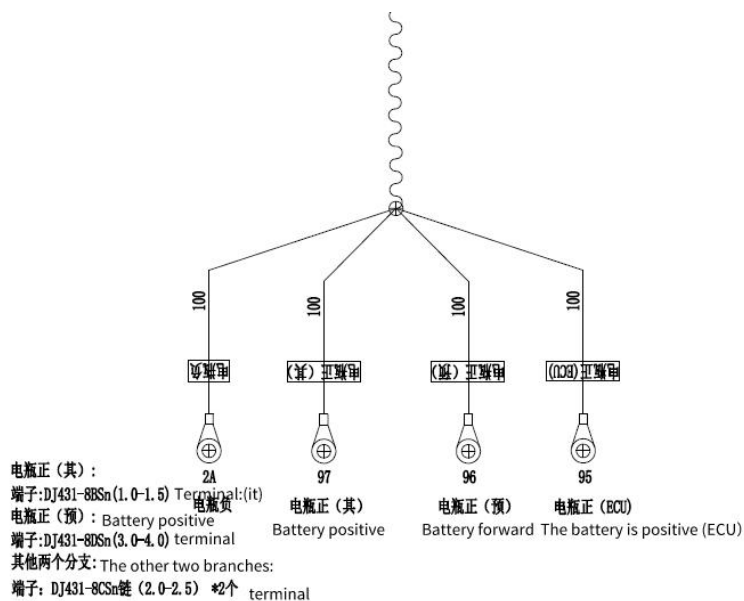 100 100 100 100
电瓶负 电瓶正（其） 电瓶正（预） 电瓶正(ECU)
2A 97 96 95
电瓶负 电瓶正（其） 电瓶正（预） 电瓶正(ECU)
Battery positive Battery forward The battery is positive (ECU)
电瓶正（其）：
端子:DJ431-8BSn(1.0-1.5) Terminal:(it)
电瓶正（预）: Battery positive
端子:DJ431-8DSn(3.0-4.0) terminal
其他两个分支: The other two branches:
端子：DJ431-8CSn链（2.0-2.5） *2个 terminal